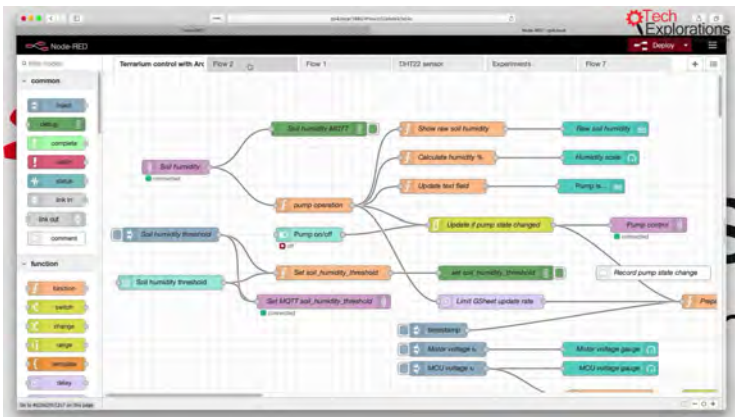 Tech
Explorations
Node-RED
Deploy
filter nodes
Terrarium control with Arc
Flow 2
Flow 1
DHT22 sensor
Experiments
Flow 7
common
inject
debug
complete
catch
status
link in
link out
comment
function
function
switch
change
range
template
delay
Soil humidity MQTT
Show raw soil humidity
Raw soil humidity
Soil humidity
connected
Calculate humidity %
Humidity scale
Update text field
Pump is...
pump operation
Soil humidity threshold
Pump on/off
off
Update if pump state changed
Pump control
connected
Soil humidity threshold
Set soil_humidity_threshold
set soil_humidity_threshold
Record pump state change
Set MQTT soil_humidity_threshold
connected
Limit GSheet update rate
Prepa
timestamp
Motor voltage
Motor voltage gauge
MCU voltage
MCU voltage gauge